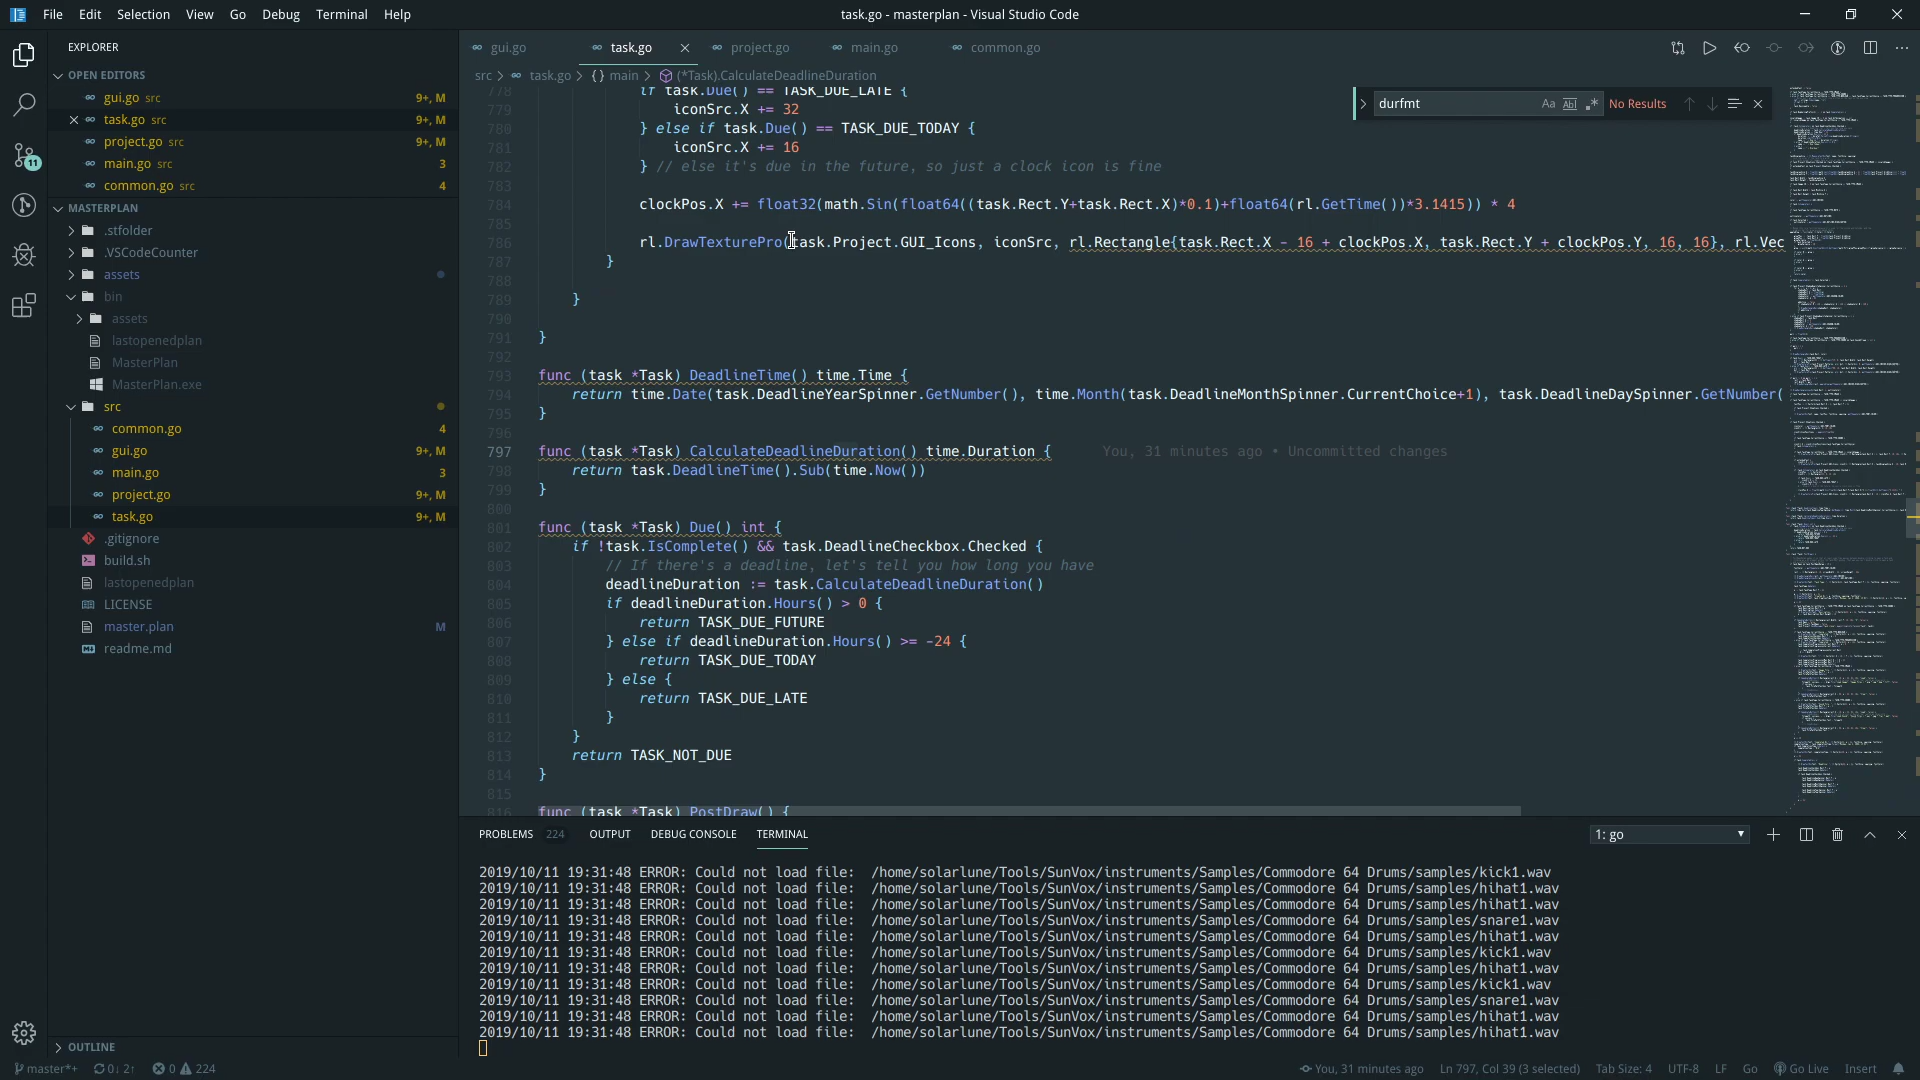 File Edit Selection View Go Debug Terminal Help
task.go - masterplan - Visual Studio Code
EXPLORER
OPEN EDITORS
gui.go src 9+, M
task.go src 9+, M
project.go src 9+, M
main.go src 3
common.go src 4
MASTERPLAN
.stfolder
.VSCodeCounter
assets
bin
assets
lastopenedplan
MasterPlan
MasterPlan.exe
src
common.go 4
gui.go 9+, M
main.go 3
project.go 9+, M
task.go 9+, M
.gitignore
build.sh
lastopenedplan
LICENSE
master.plan M
readme.md
OUTLINE
11
gui.go task.go project.go main.go common.go
src > task.go > {} main > (*Task).CalculateDeadlineDuration
durfmt Aa Abl .* No Results
778 if task.Due() == TASK_DUE_LATE {
779 iconSrc.X += 32
780 } else if task.Due() == TASK_DUE_TODAY {
781 iconSrc.X += 16
782 } // else it's due in the future, so just a clock icon is fine
783
784 clockPos.X += float32(math.Sin(float64((task.Rect.Y+task.Rect.X)*0.1)+float64(rl.GetTime())*3.1415)) * 4
785
786 rl.DrawTexturePro(task.Project.GUI_Icons, iconSrc, rl.Rectangle{task.Rect.X - 16 + clockPos.X, task.Rect.Y + clockPos.Y, 16, 16}, rl.Vec
787 }
788
789 }
790
791 }
792
793 func (task *Task) DeadlineTime() time.Time {
794 return time.Date(task.DeadlineYearSpinner.GetNumber(), time.Month(task.DeadlineMonthSpinner.CurrentChoice+1), task.DeadlineDaySpinner.GetNumber(
795 }
796
797 func (task *Task) CalculateDeadlineDuration() time.Duration { You, 31 minutes ago • Uncommitted changes
798 return task.DeadlineTime().Sub(time.Now())
799 }
800
801 func (task *Task) Due() int {
802 if !task.IsComplete() && task.DeadlineCheckbox.Checked {
803 // If there's a deadline, let's tell you how long you have
804 deadlineDuration := task.CalculateDeadlineDuration()
805 if deadlineDuration.Hours() > 0 {
806 return TASK_DUE_FUTURE
807 } else if deadlineDuration.Hours() >= -24 {
808 return TASK_DUE_TODAY
809 } else {
810 return TASK_DUE_LATE
811 }
812 }
813 return TASK_NOT_DUE
814 }
815
816 func (task *Task) PostDraw() {
PROBLEMS 224 OUTPUT DEBUG CONSOLE TERMINAL 1: go
2019/10/11 19:31:48 ERROR: Could not load file: /home/solarlune/Tools/SunVox/instruments/Samples/Commodore 64 Drums/samples/kick1.wav
2019/10/11 19:31:48 ERROR: Could not load file: /home/solarlune/Tools/SunVox/instruments/Samples/Commodore 64 Drums/samples/hihat1.wav
2019/10/11 19:31:48 ERROR: Could not load file: /home/solarlune/Tools/SunVox/instruments/Samples/Commodore 64 Drums/samples/hihat1.wav
2019/10/11 19:31:48 ERROR: Could not load file: /home/solarlune/Tools/SunVox/instruments/Samples/Commodore 64 Drums/samples/snare1.wav
2019/10/11 19:31:48 ERROR: Could not load file: /home/solarlune/Tools/SunVox/instruments/Samples/Commodore 64 Drums/samples/hihat1.wav
2019/10/11 19:31:48 ERROR: Could not load file: /home/solarlune/Tools/SunVox/instruments/Samples/Commodore 64 Drums/samples/kick1.wav
2019/10/11 19:31:48 ERROR: Could not load file: /home/solarlune/Tools/SunVox/instruments/Samples/Commodore 64 Drums/samples/hihat1.wav
2019/10/11 19:31:48 ERROR: Could not load file: /home/solarlune/Tools/SunVox/instruments/Samples/Commodore 64 Drums/samples/kick1.wav
2019/10/11 19:31:48 ERROR: Could not load file: /home/solarlune/Tools/SunVox/instruments/Samples/Commodore 64 Drums/samples/snare1.wav
2019/10/11 19:31:48 ERROR: Could not load file: /home/solarlune/Tools/SunVox/instruments/Samples/Commodore 64 Drums/samples/hihat1.wav
2019/10/11 19:31:48 ERROR: Could not load file: /home/solarlune/Tools/SunVox/instruments/Samples/Commodore 64 Drums/samples/hihat1.wav
master*+ 0↓ 2↑ 0 224 You, 31 minutes ago Ln 797, Col 39 (3 selected) Tab Size: 4 UTF-8 LF Go Go Live Insert